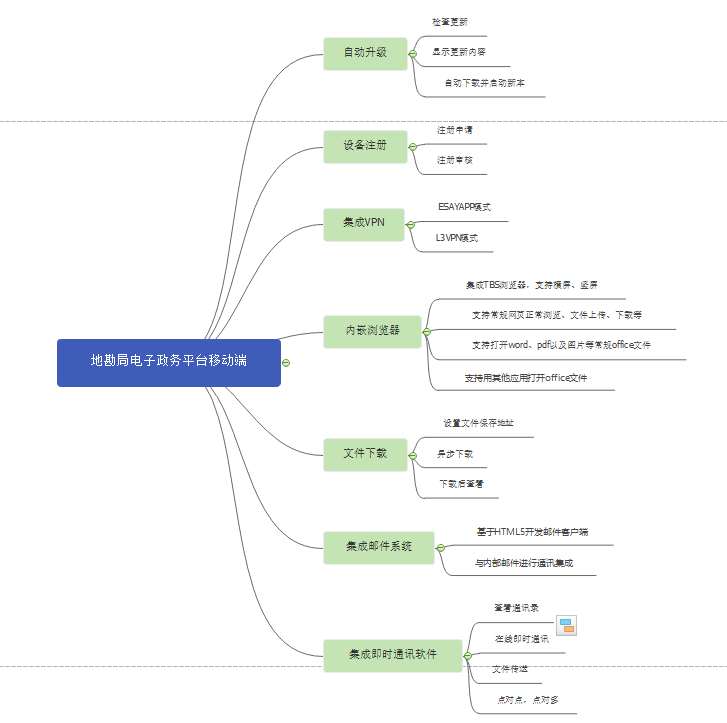 检查更新
自动升级
显示更新内容
自动下载并启动新本
注册申请
设备注册
注册审核
ESAYAPP模式
集成VPN
L3VPN模式
集成TBS浏览器，支持横屏、竖屏
支持常规网页正常浏览、文件上传、下载等
内嵌浏览器
支持打开word、pdf以及图片等常规office文件
支持用其他应用打开office文件
地勘局电子政务平台移动端
设置文件保存地址
文件下载
异步下载
下载后查看
基于HTML5开发邮件客户端
集成邮件系统
与内部邮件进行通讯集成
查看通讯录
在线即时通讯
集成即时通讯软件
文件传送
点对点，点对多